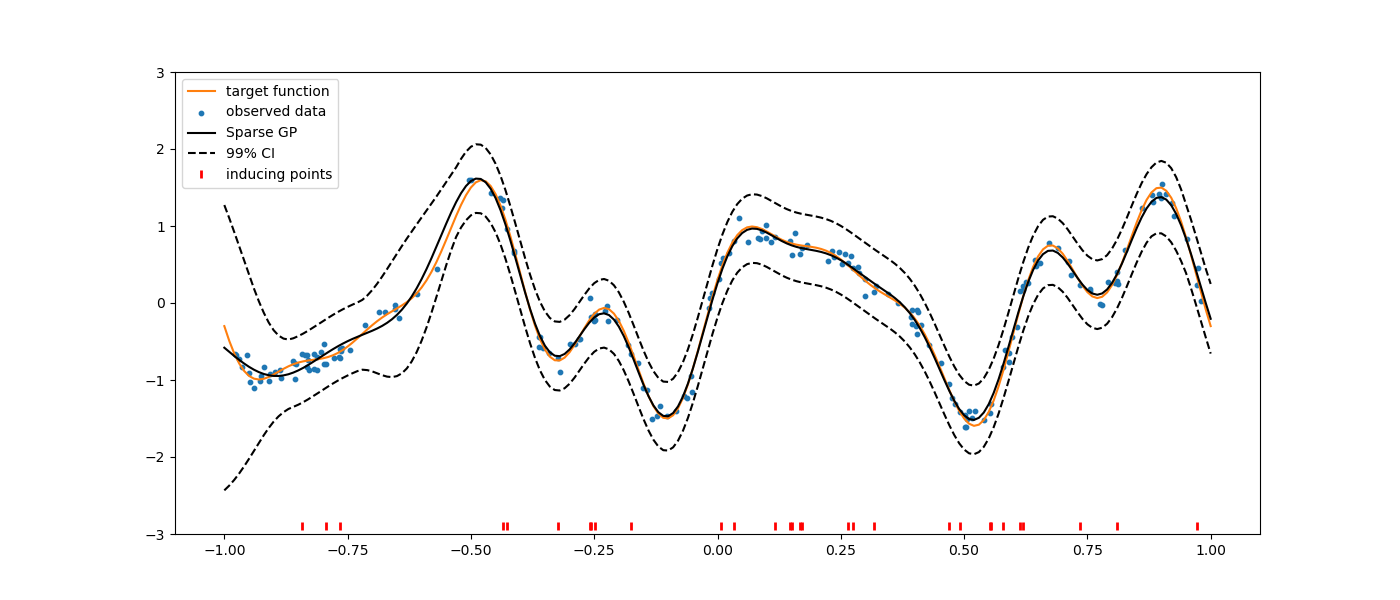 3
2
1
0
−1
−2
−3
target function
observed data
Sparse GP
99% CI
inducing points
−1.00 −0.75 −0.50 −0.25 0.00 0.25 0.50 0.75 1.00